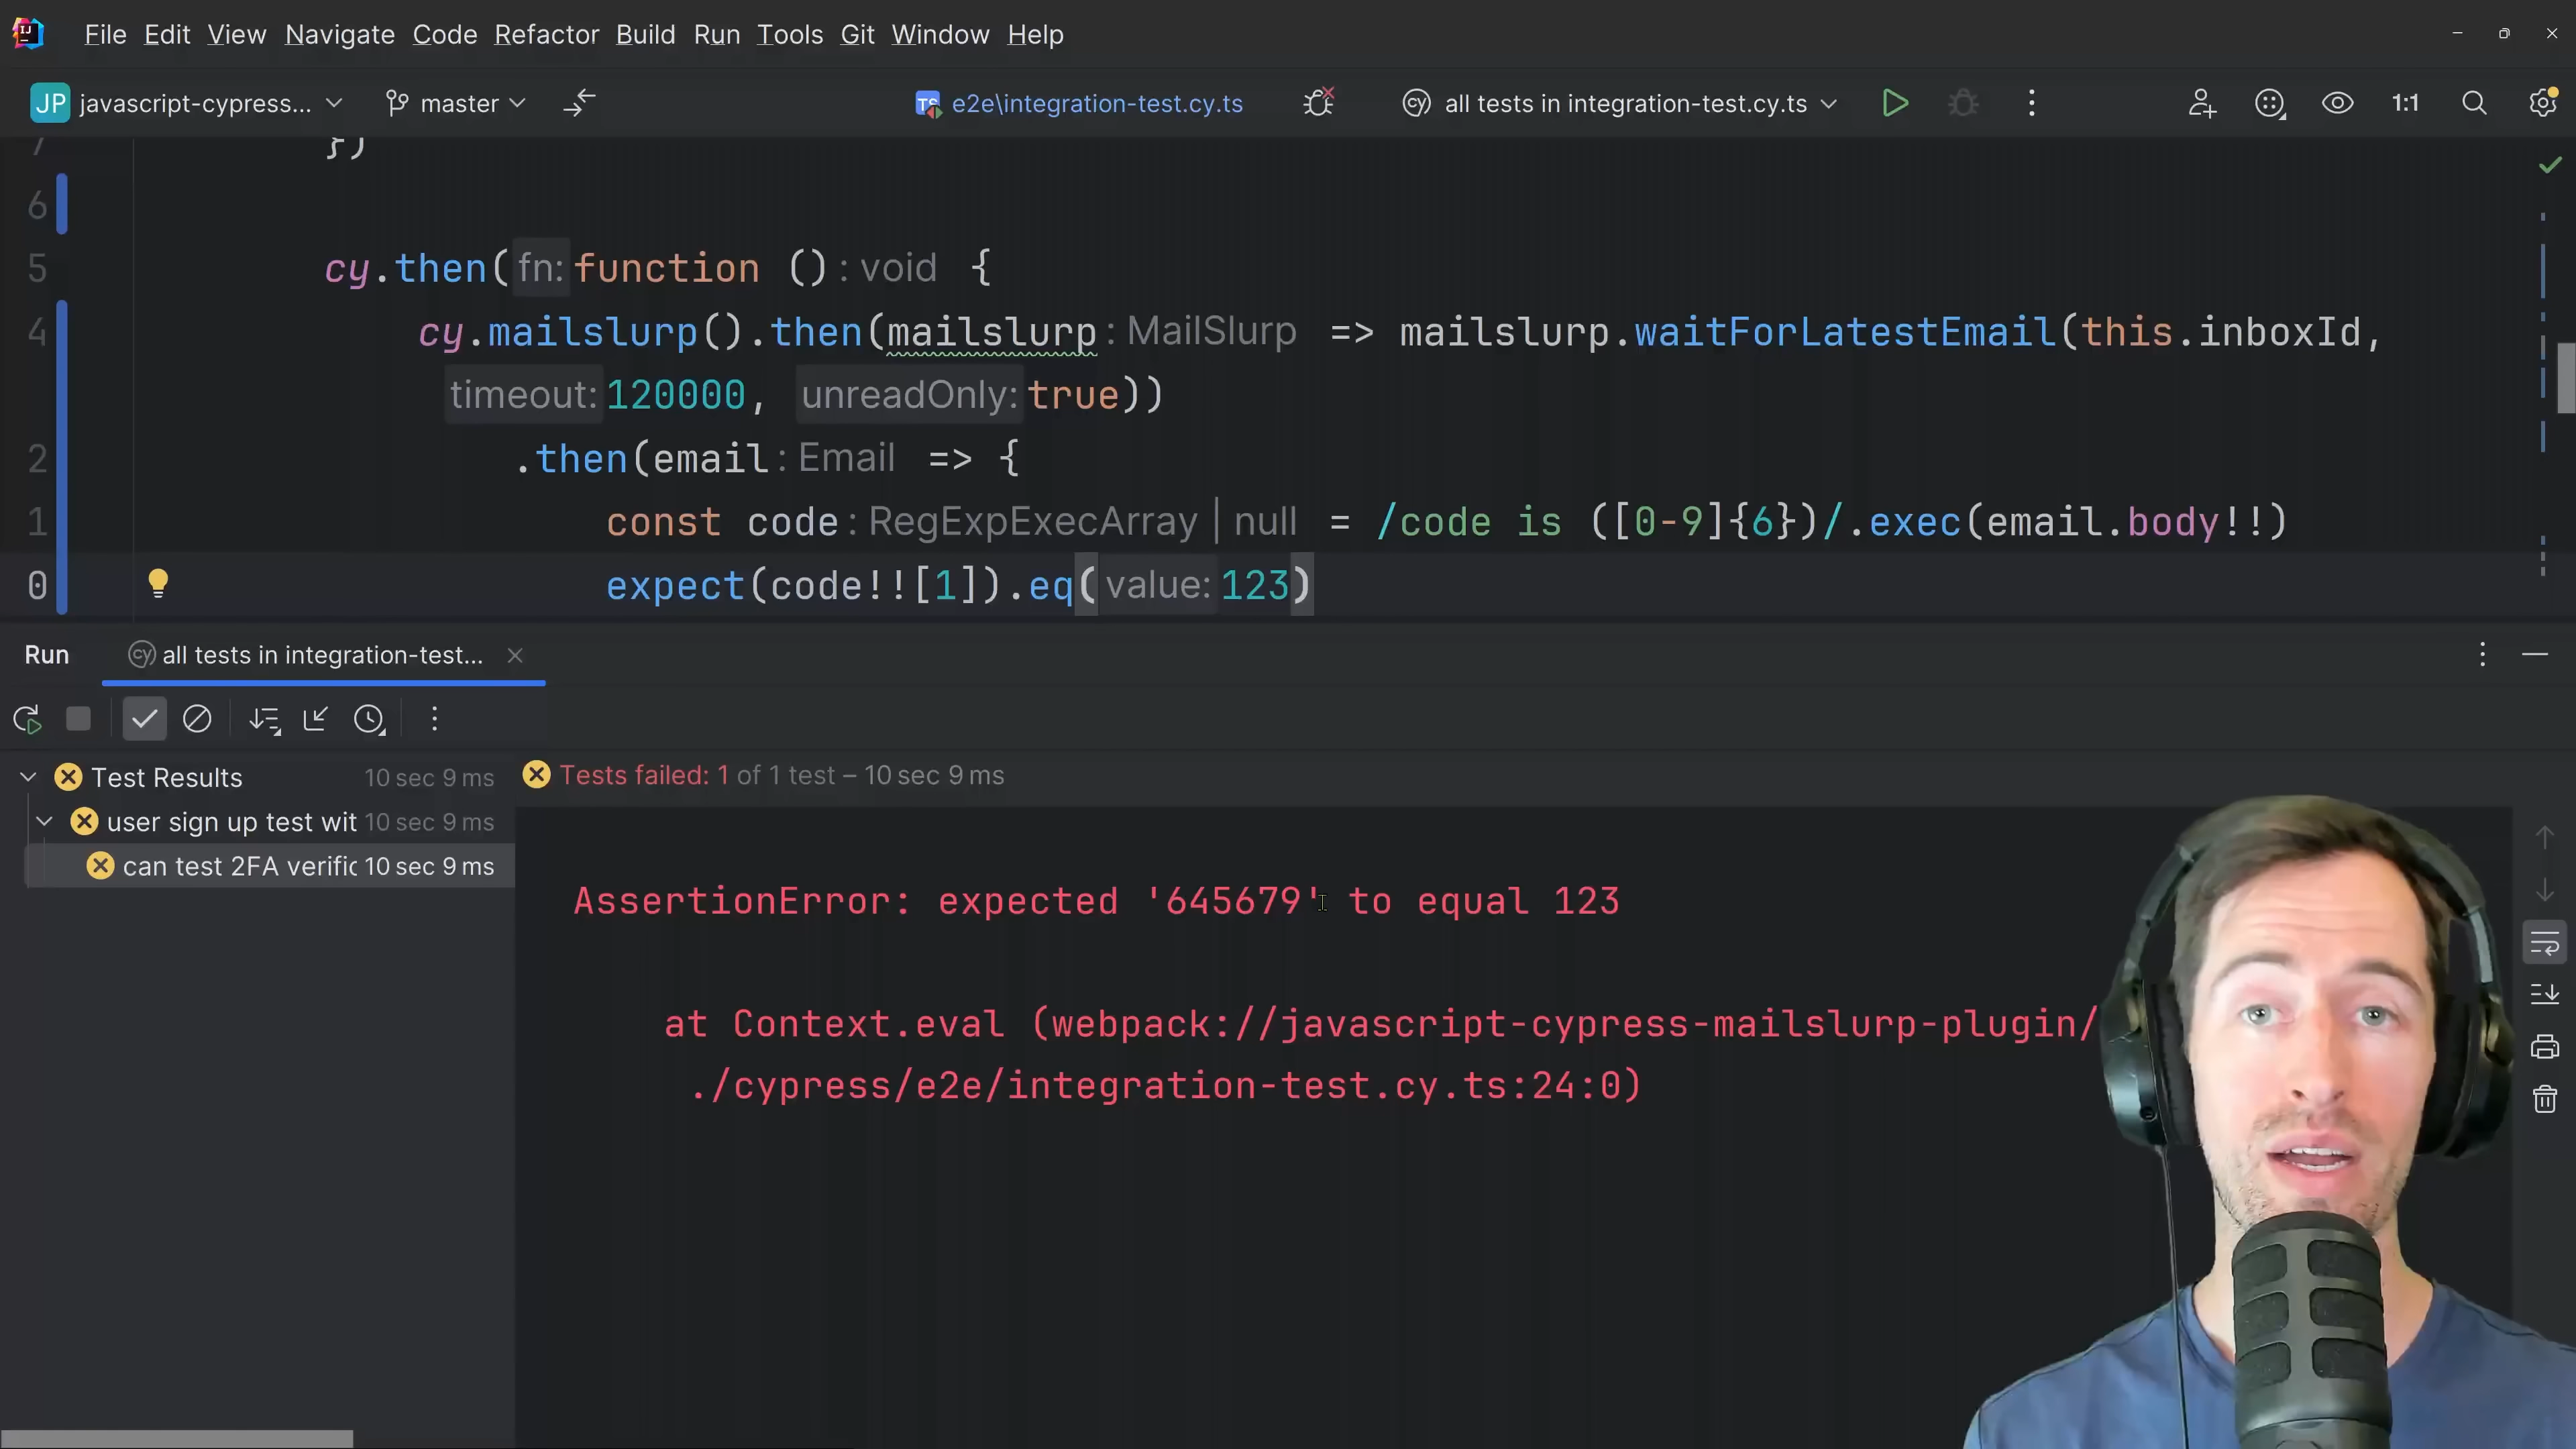 File Edit View Navigate Code Refactor Build Run Tools Git Window Help
JP javascript-cypress... master e2e\integration-test.cy.ts all tests in integration-test.cy.ts 1:1
7 })
6
5 cy.then( fn: function () : void {
4 cy.mailslurp().then(mailslurp : MailSlurp => mailslurp.waitForLatestEmail(this.inboxId,
timeout: 120000, unreadOnly: true))
2 .then(email : Email => {
1 const code : RegExpExecArray | null = /code is ([0-9]{6})/.exec(email.body!!)
0 expect(code!![1]).eq( value: 123)
Run all tests in integration-test...
Test Results 10 sec 9 ms
user sign up test wit 10 sec 9 ms
can test 2FA verific 10 sec 9 ms
Tests failed: 1 of 1 test – 10 sec 9 ms
AssertionError: expected '645679' to equal 123
at Context.eval (webpack://javascript-cypress-mailslurp-plugin/
./cypress/e2e/integration-test.cy.ts:24:0)